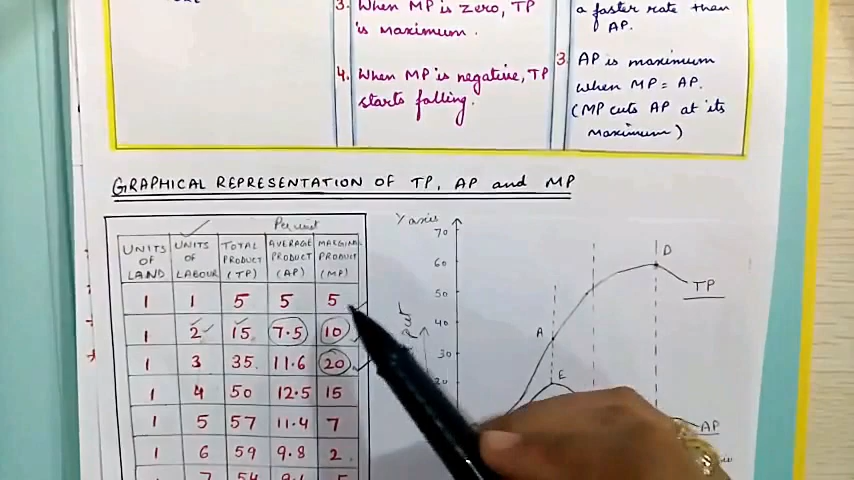 3. When MP is zero, TP
is maximum.
4. When MP is negative, TP
starts falling.
a faster rate than
AP.
3. AP is maximum
when MP = AP.
(MP cuts AP at its
maximum)
GRAPHICAL REPRESENTATION OF TP, AP and MP
Per unit
UNITS OF LAND UNITS OF LABOUR TOTAL PRODUCT (TP) AVERAGE PRODUCT (AP) MARGINAL PRODUCT (MP)
1 1 5 5 5
1 2 15 7.5 10
1 3 35 11.6 20
1 4 50 12.5 15
1 5 57 11.4 7
1 6 59 9.8 2
Y axis
70
60
50
40
30
20
A
E
D
TP
AP